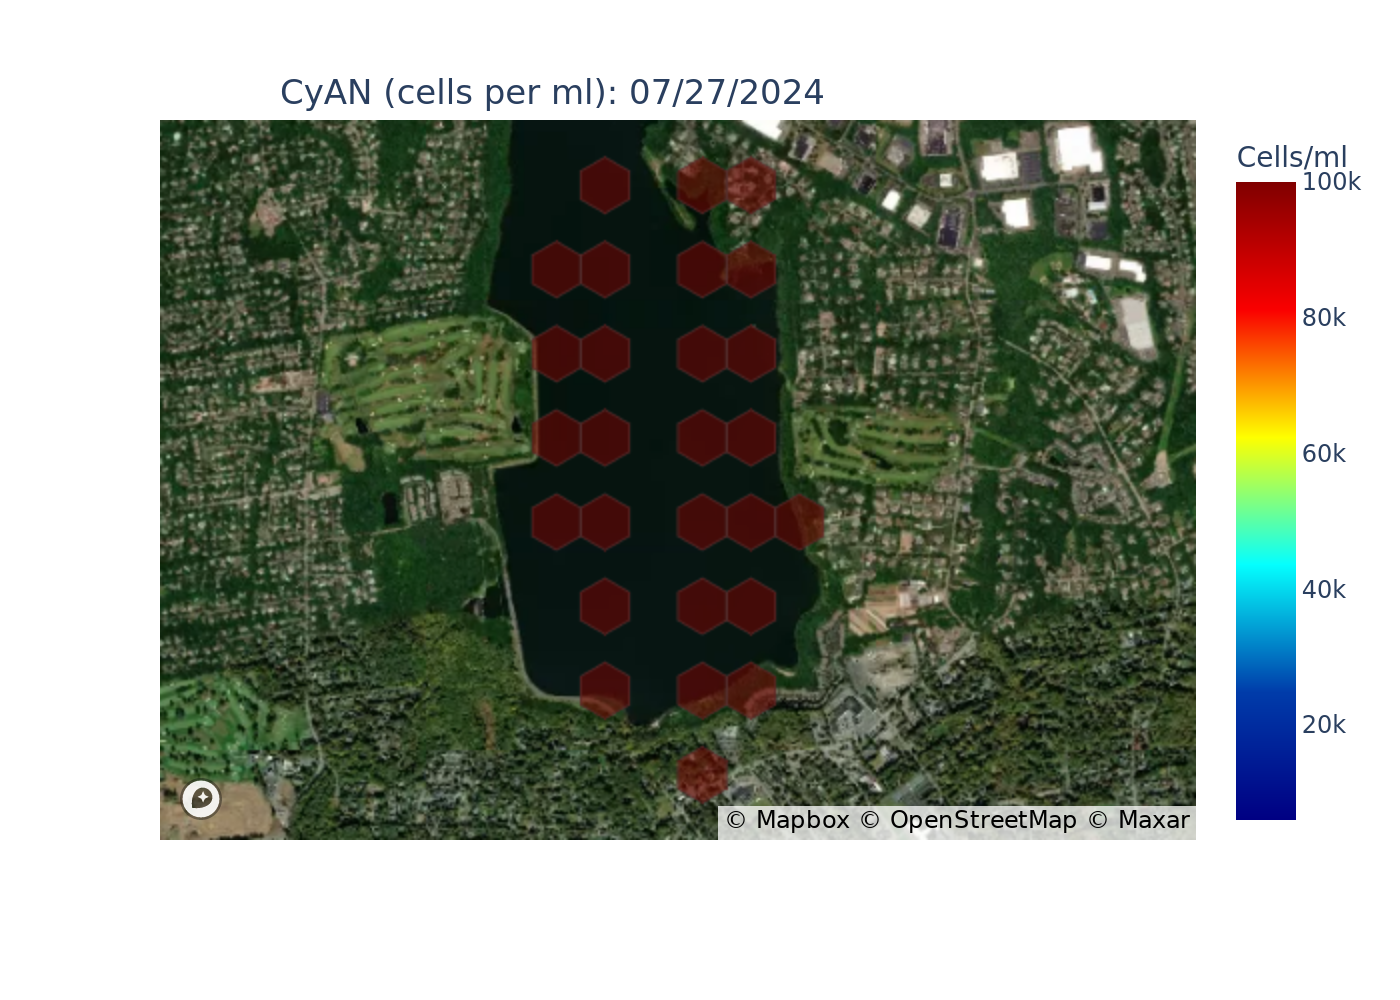 CyAN (cells per ml): 07/27/2024
Cells/ml
100k
80k
60k
40k
20k
© Mapbox © OpenStreetMap © Maxar